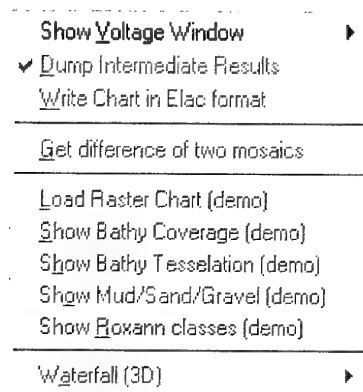 Show Voltage Window
Dump Intermediate Results
Write Chart in Elac format
Get difference of two mosaics
Load Raster Chart (demo)
Show Bathy Coverage (demo)
Show Bathy Tesselation (demo)
Show Mud/Sand/Gravel (demo)
Show Roxann classes (demo)
Waterfall (3D)